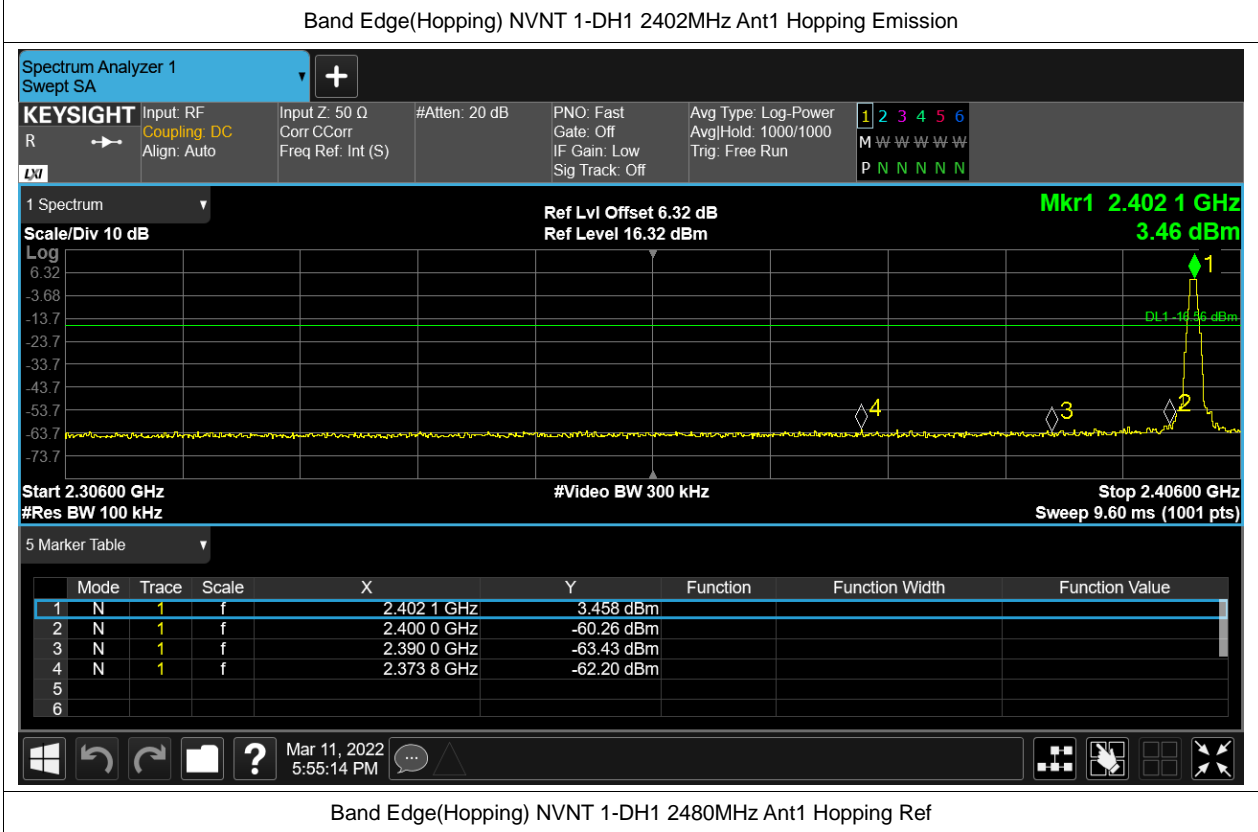 Band Edge(Hopping) NVNT 1-DH1 2402MHz Ant1 Hopping Emission
Spectrum Analyzer 1
Swept SA
KEYSIGHT
R
LXI
Input: RF
Coupling: DC
Align: Auto
Input Z: 50 Ω
Corr CCorr
Freq Ref: Int (S)
#Atten: 20 dB
PNO: Fast
Gate: Off
IF Gain: Low
Sig Track: Off
Avg Type: Log-Power
Avg|Hold: 1000/1000
Trig: Free Run
1 2 3 4 5 6
M W W W W W
P N N N N N
1 Spectrum
Scale/Div 10 dB
Ref Lvl Offset 6.32 dB
Ref Level 16.32 dBm
Mkr1 2.402 1 GHz
3.46 dBm
Log
6.32
-3.68
-13.7
-23.7
-33.7
-43.7
-53.7
-63.7
-73.7
1
DL1 -16.56 dBm
4
3
2
Start 2.30600 GHz
#Video BW 300 kHz
Stop 2.40600 GHz
#Res BW 100 kHz
Sweep 9.60 ms (1001 pts)
5 Marker Table
Mode Trace Scale X Y Function Function Width Function Value
1 N 1 f 2.402 1 GHz 3.458 dBm
2 N 1 f 2.400 0 GHz -60.26 dBm
3 N 1 f 2.390 0 GHz -63.43 dBm
4 N 1 f 2.373 8 GHz -62.20 dBm
5
6
?
Mar 11, 2022
5:55:14 PM
Band Edge(Hopping) NVNT 1-DH1 2480MHz Ant1 Hopping Ref